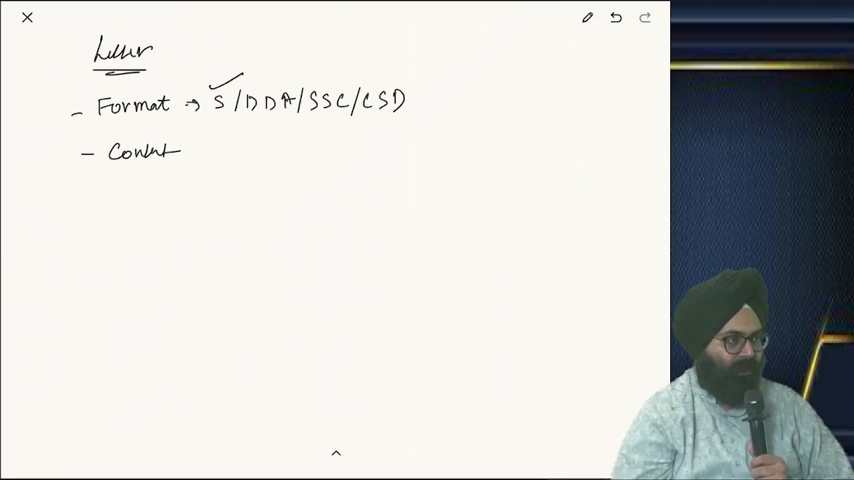 Letter
- Format → S/DDA/SSC/CSD
- Content